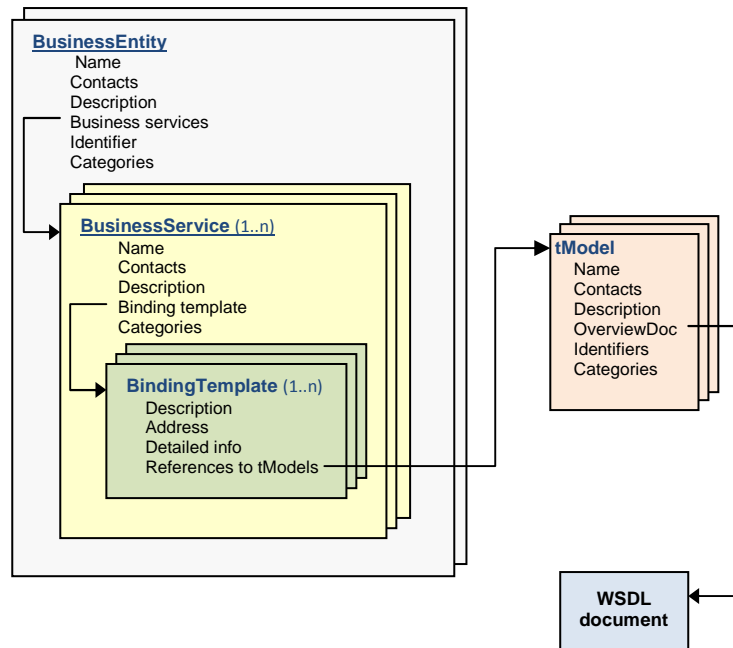 BusinessEntity
Name
Contacts
Description
Business services
Identifier
Categories
BusinessService (1..n)
Name
Contacts
Description
Binding template
Categories
BindingTemplate (1..n)
Description
Address
Detailed info
References to tModels
tModel
Name
Contacts
Description
OverviewDoc
Identifiers
Categories
WSDL
document